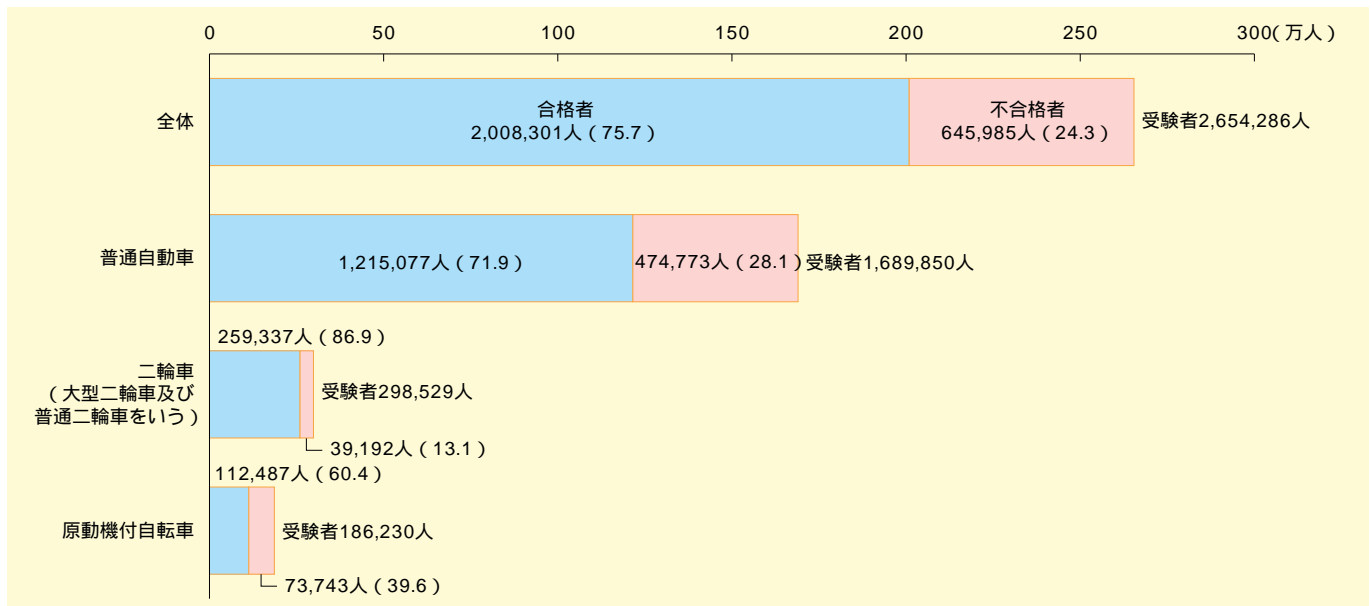 0 50 100 150 200 250 300(万人)
全体
合格者
2,008,301人(75.7)
不合格者
645,985人(24.3)
受験者2,654,286人
普通自動車
1,215,077人(71.9)
474,773人(28.1)
受験者1,689,850人
二輪車
(大型二輪車及び
普通二輪車をいう)
259,337人(86.9)
受験者298,529人
39,192人(13.1)
原動機付自転車
112,487人(60.4)
受験者186,230人
73,743人(39.6)